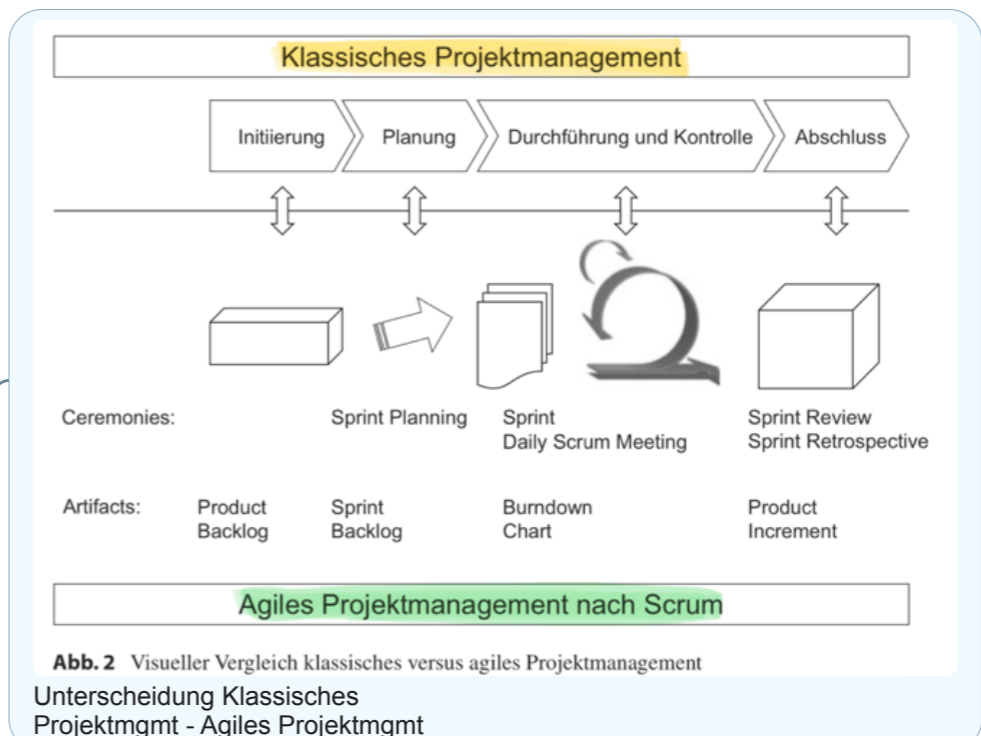 Klassisches Projektmanagement
Initiierung Planung Durchführung und Kontrolle Abschluss
Ceremonies: Sprint Planning Sprint Sprint Review
Daily Scrum Meeting Sprint Retrospective
Artifacts: Product Sprint Burndown Product
Backlog Backlog Chart Increment
Agiles Projektmanagement nach Scrum
Abb. 2 Visueller Vergleich klassisches versus agiles Projektmanagement
Unterscheidung Klassisches
Projektmgmt - Agiles Projektmgmt